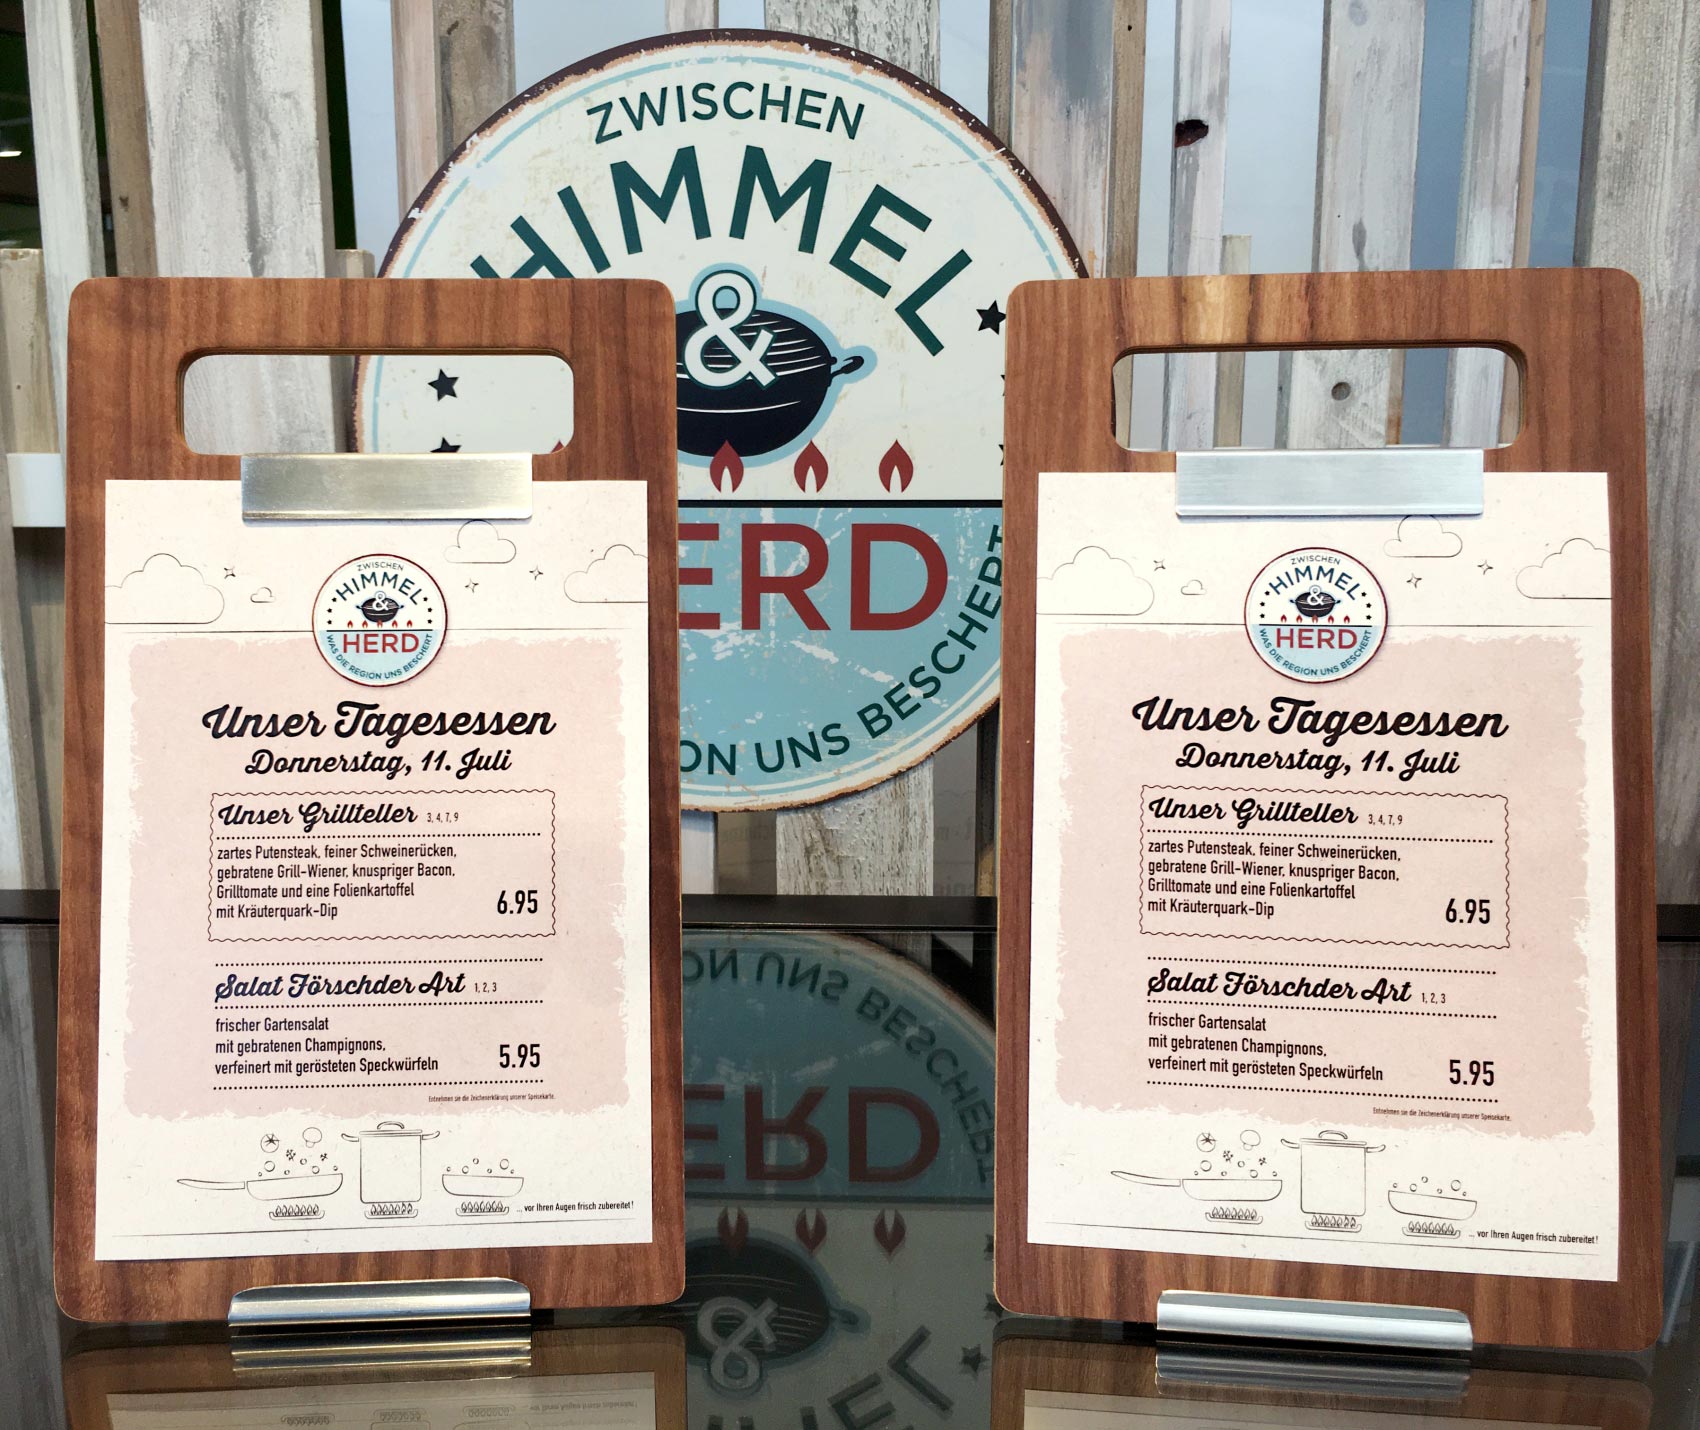 ZWISCHEN
HIMMEL
&
ERD
ON UNS BESCHERT
ZWISCHEN
HIMMEL
&
HERD
WAS DIE REGION UNS BESCHERT
Unser Tagesessen
Donnerstag, 11. Juli
Unser Grillteller 3, 4, 7, 9
zartes Putensteak, feiner Schweinerücken,
gebratene Grill-Wiener, knuspriger Bacon,
Grilltomate und eine Folienkartoffel
mit Kräuterquark-Dip 6.95
Salat Förschder Art 1, 2, 3
frischer Gartensalat
mit gebratenen Champignons,
verfeinert mit gerösteten Speckwürfeln 5.95
Entnehmen sie die Zeichenerklärung unserer Speisekarte.
... vor Ihren Augen frisch zubereitet!
ZWISCHEN
HIMMEL
&
HERD
WAS DIE REGION UNS BESCHERT
Unser Tagesessen
Donnerstag, 11. Juli
Unser Grillteller 3, 4, 7, 9
zartes Putensteak, feiner Schweinerücken,
gebratene Grill-Wiener, knuspriger Bacon,
Grilltomate und eine Folienkartoffel
mit Kräuterquark-Dip 6.95
Salat Förschder Art 1, 2, 3
frischer Gartensalat
mit gebratenen Champignons,
verfeinert mit gerösteten Speckwürfeln 5.95
Entnehmen sie die Zeichenerklärung unserer Speisekarte.
... vor Ihren Augen frisch zubereitet!